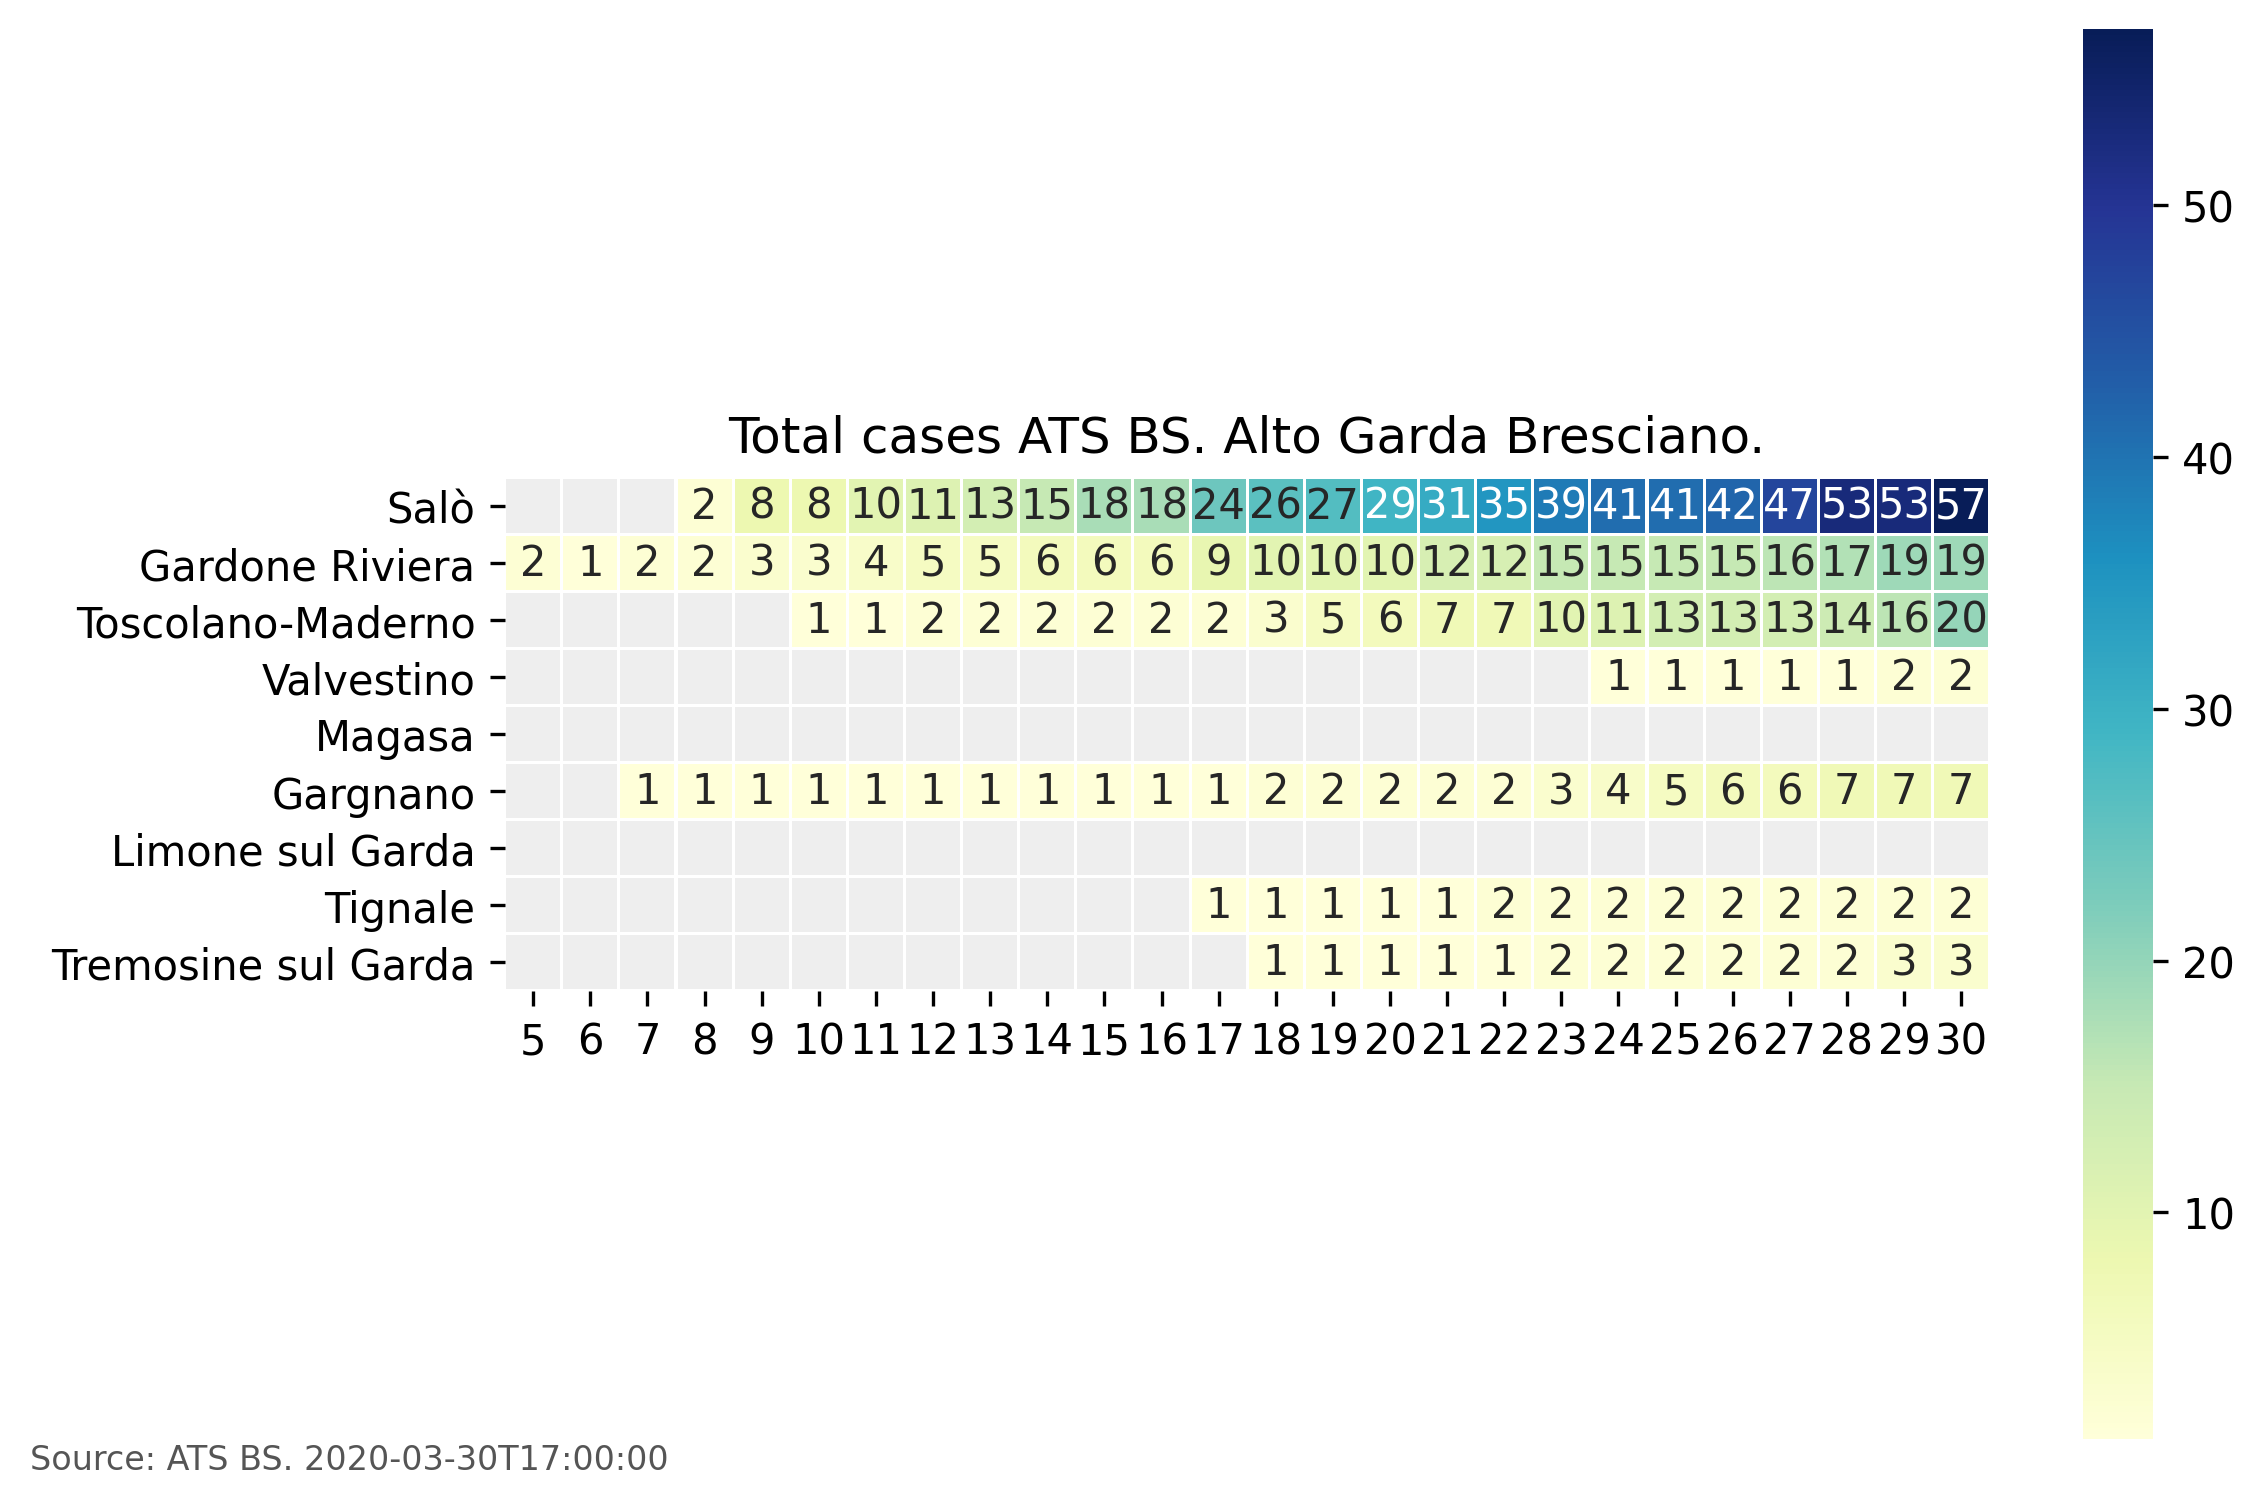 Total cases ATS BS. Alto Garda Bresciano.
Salò 2 8 8 10 11 13 15 18 18 24 26 27 29 31 35 39 41 41 42 47 53 53 57
Gardone Riviera 2 1 2 2 3 3 4 5 5 6 6 6 9 10 10 10 12 12 15 15 15 15 16 17 19 19
Toscolano-Maderno 1 1 2 2 2 2 2 2 3 5 6 7 7 10 11 13 13 13 14 16 20
Valvestino 1 1 1 1 1 2 2
Magasa
Gargnano 1 1 1 1 1 1 1 1 1 1 1 2 2 2 2 2 3 4 5 6 6 7 7 7
Limone sul Garda
Tignale 1 1 1 1 1 2 2 2 2 2 2 2 2 2
Tremosine sul Garda 1 1 1 1 1 2 2 2 2 2 2 3 3
5 6 7 8 9 10 11 12 13 14 15 16 17 18 19 20 21 22 23 24 25 26 27 28 29 30
50
40
30
20
10
Source: ATS BS. 2020-03-30T17:00:00